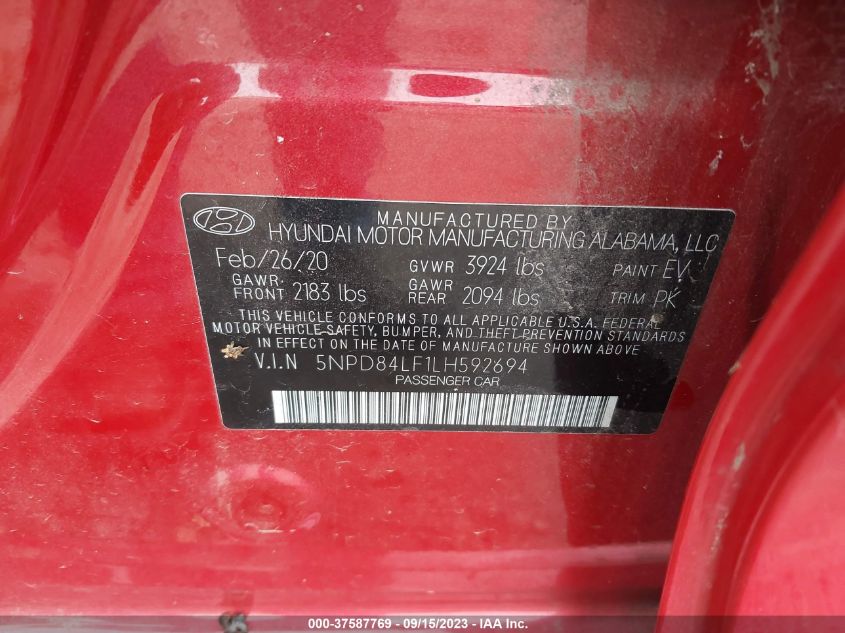 MANUFACTURED BY
HYUNDAI MOTOR MANUFACTURING ALABAMA, LLC
Feb/26/20 GVWR 3924 lbs PAINT EV
GAWR FRONT 2183 lbs GAWR REAR 2094 lbs TRIM PK
THIS VEHICLE CONFORMS TO ALL APPLICABLE U.S.A. FEDERAL
MOTOR VEHICLE SAFETY, BUMPER, AND THEFT PREVENTION STANDARDS
IN EFFECT ON THE DATE OF MANUFACTURE SHOWN ABOVE.
V.I.N 5NPD84LF1LH592694
PASSENGER CAR
000-37587769 - 09/15/2023 - IAA Inc.